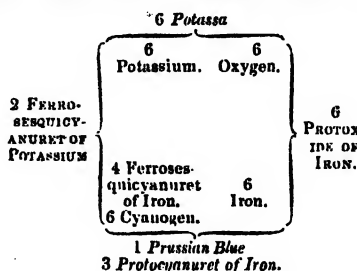 6 Potassa
6 6
Potassium. Oxygen.
2 FERRO-
SESQUICY-
ANURET OF
POTASSIUM
6
PROTOX-
IDE OF
IRON.
4 Ferroses-
quicyanuret 6
of Iron. Iron.
6 Cyanogen.
1 Prussian Blue
3 Protocyanuret of Iron.